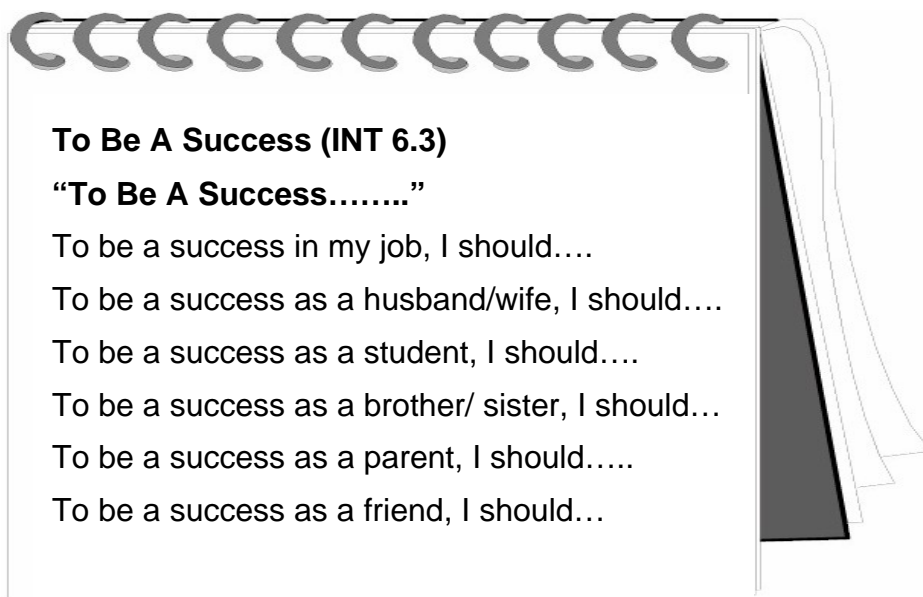 To Be A Success (INT 6.3)
“To Be A Success……..”
To be a success in my job, I should….
To be a success as a husband/wife, I should….
To be a success as a student, I should….
To be a success as a brother/ sister, I should…
To be a success as a parent, I should…..
To be a success as a friend, I should…